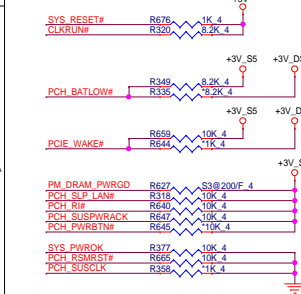 SYS_RESET# R676 1K_4
CLKRUN# R320 8.2K_4
+3V_S5
R349 8.2K_4
PCH_BATLOW# R335 *8.2K_4
+3V_S5
R659 10K_4
PCIE_WAKE# R644 *1K_4
PM_DRAM_PWRGD R627 S3@200/F_4
PCH_SLP_LAN# R318 10K_4
PCH_RI# R640 10K_4
PCH_SUSPWRACK R647 10K_4
PCH_PWRBTN# R645 *10K_4
SYS_PWROK R377 10K_4
PCH_RSMRST# R665 10K_4
PCH_SUSCLK R358 *1K_4